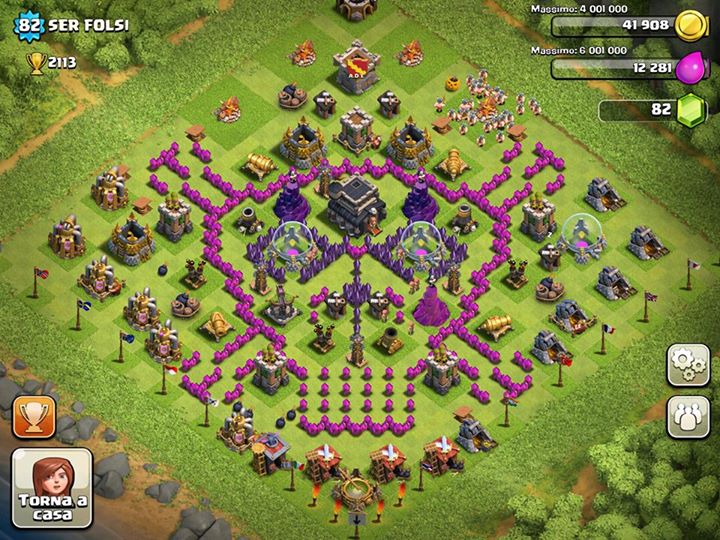 82 SER FOLSI
2113
Massimo: 4 001 000
41 908
Massimo: 6 001 000
12 281
82
A.D.E.
Torna a
casa